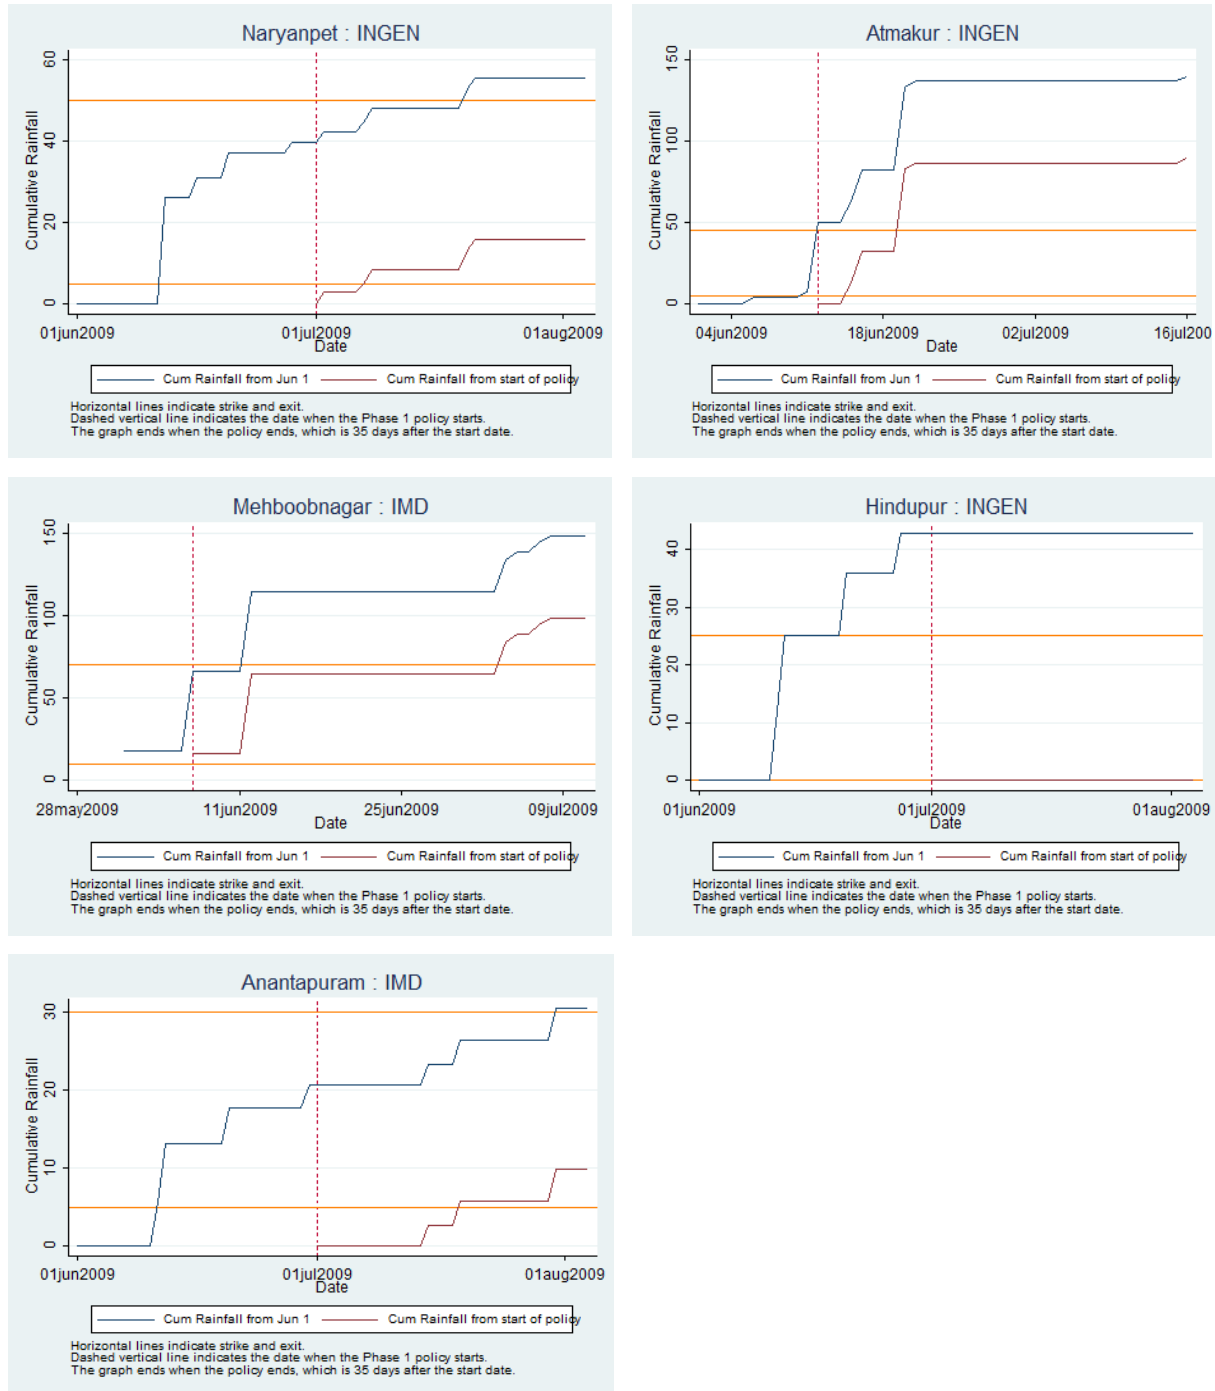 Naryanpet : INGEN
Cumulative Rainfall
60
40
20
0
01jun2009
01jul2009
01aug2009
Date
Cum Rainfall from Jun 1
Cum Rainfall from start of policy
Horizontal lines indicate strike and exit.
Dashed vertical line indicates the date when the Phase 1 policy starts.
The graph ends when the policy ends, which is 35 days after the start date.
Atmakur : INGEN
Cumulative Rainfall
150
100
50
0
04jun2009
18jun2009
02jul2009
16jul200
Date
Cum Rainfall from Jun 1
Cum Rainfall from start of policy
Horizontal lines indicate strike and exit.
Dashed vertical line indicates the date when the Phase 1 policy starts.
The graph ends when the policy ends, which is 35 days after the start date.
Mehboobnagar : IMD
Cumulative Rainfall
150
100
50
0
28may2009
11jun2009
25jun2009
09jul2009
Date
Cum Rainfall from Jun 1
Cum Rainfall from start of policy
Horizontal lines indicate strike and exit.
Dashed vertical line indicates the date when the Phase 1 policy starts.
The graph ends when the policy ends, which is 35 days after the start date.
Hindupur : INGEN
Cumulative Rainfall
40
30
20
10
0
01jun2009
01jul2009
01aug2009
Date
Cum Rainfall from Jun 1
Cum Rainfall from start of policy
Horizontal lines indicate strike and exit.
Dashed vertical line indicates the date when the Phase 1 policy starts.
The graph ends when the policy ends, which is 35 days after the start date.
Anantapuram : IMD
Cumulative Rainfall
30
20
10
0
01jun2009
01jul2009
01aug2009
Date
Cum Rainfall from Jun 1
Cum Rainfall from start of policy
Horizontal lines indicate strike and exit.
Dashed vertical line indicates the date when the Phase 1 policy starts.
The graph ends when the policy ends, which is 35 days after the start date.